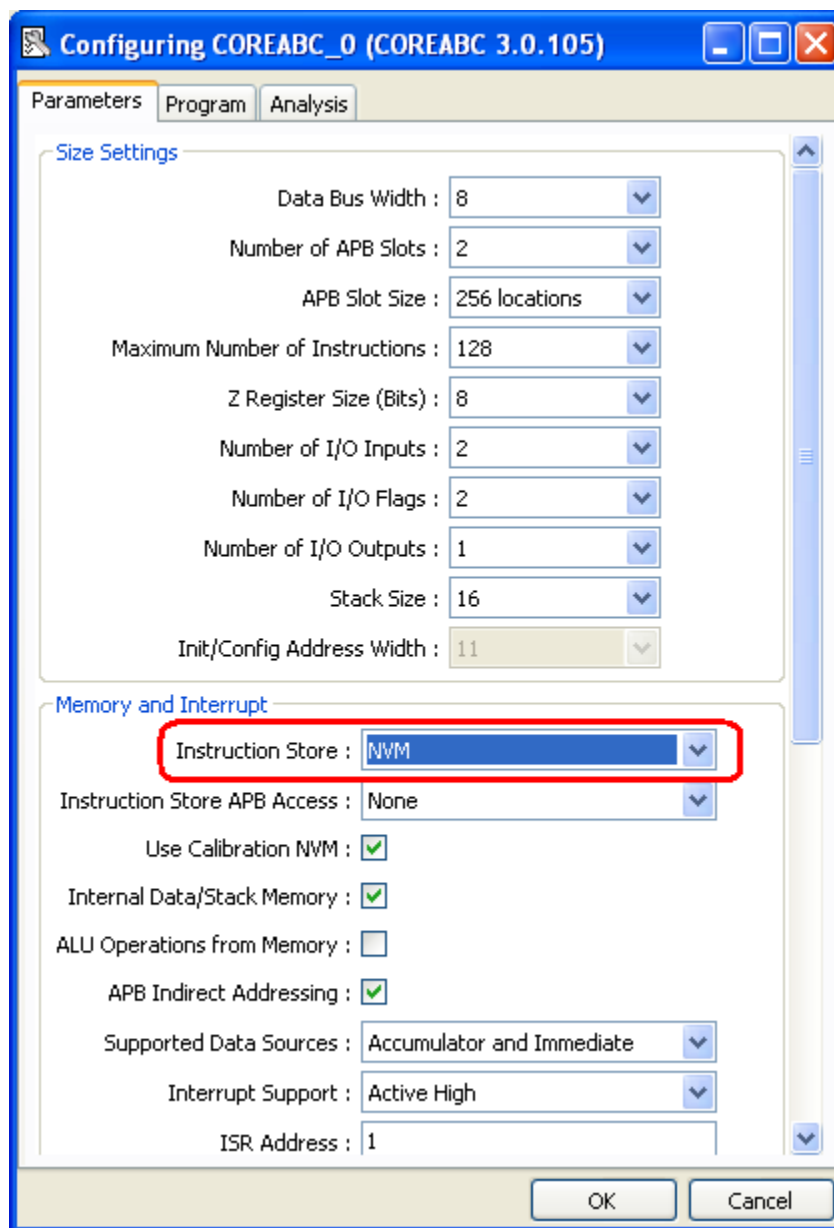 Configuring COREABC_0 (COREABC 3.0.105)
Parameters Program Analysis
Size Settings
Data Bus Width : 8
Number of APB Slots : 2
APB Slot Size : 256 locations
Maximum Number of Instructions : 128
Z Register Size (Bits) : 8
Number of I/O Inputs : 2
Number of I/O Flags : 2
Number of I/O Outputs : 1
Stack Size : 16
Init/Config Address Width : 11
Memory and Interrupt
Instruction Store : NVM
Instruction Store APB Access : None
Use Calibration NVM :
Internal Data/Stack Memory :
ALU Operations from Memory :
APB Indirect Addressing :
Supported Data Sources : Accumulator and Immediate
Interrupt Support : Active High
ISR Address : 1
OK Cancel